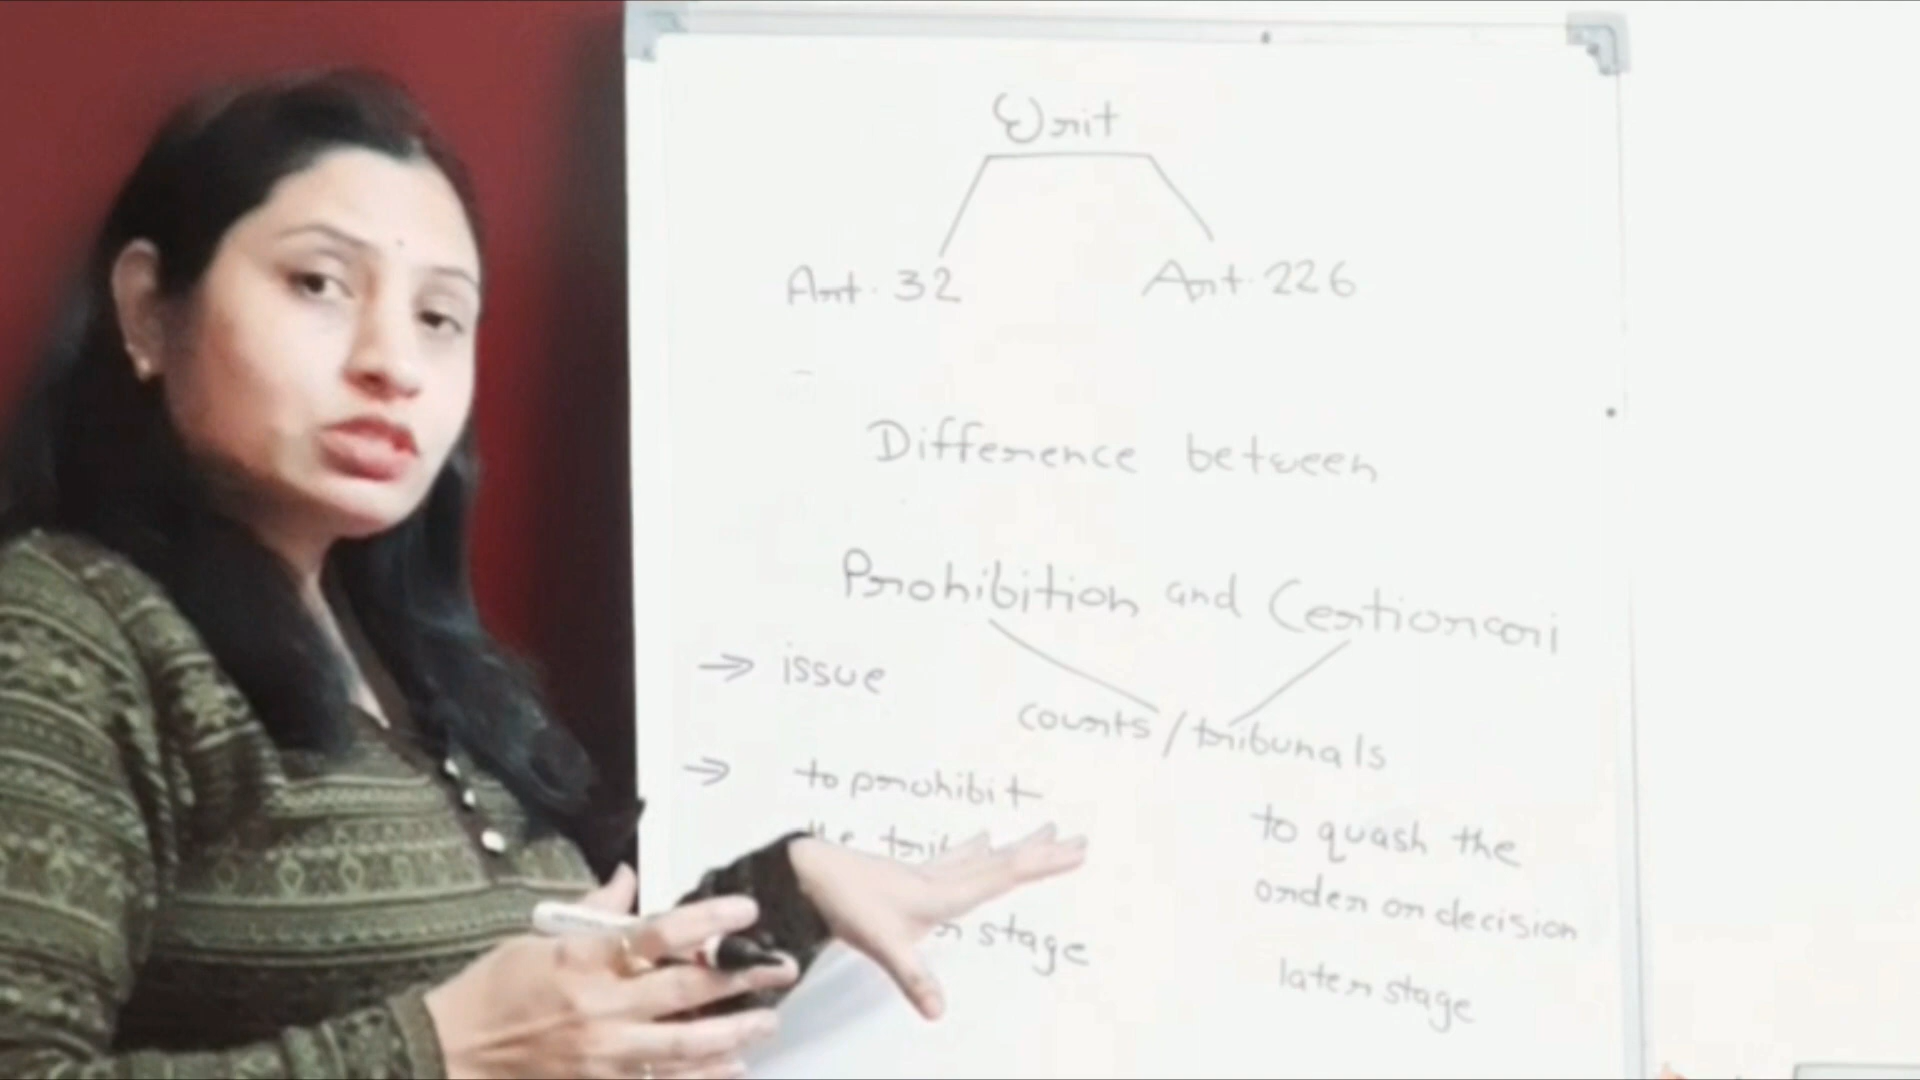 Writ
Art. 32 Art. 226
Difference between
Prohibition and Certiorari
→ issue
courts/tribunals
→ to prohibit
to quash the
order or decision
stage
later stage